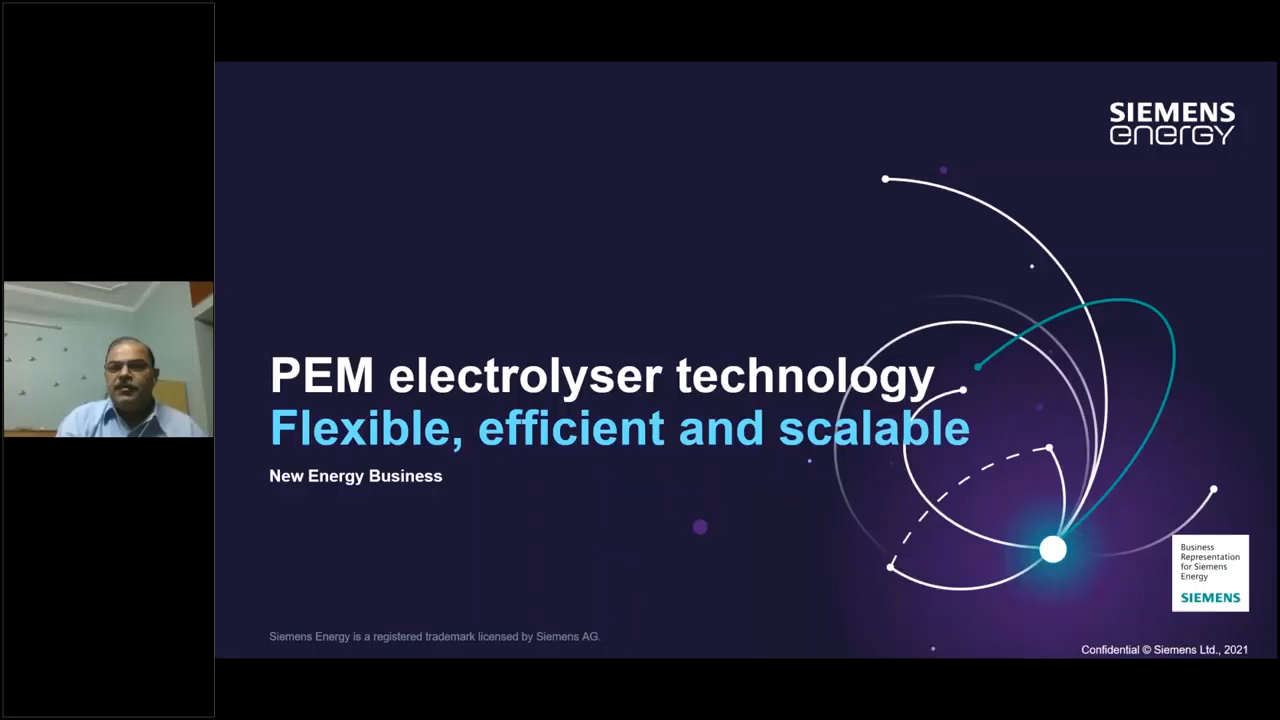 SIEMENS
energy
PEM electrolyser technology
Flexible, efficient and scalable
New Energy Business
Business
Representation
for Siemens
Energy
SIEMENS
Siemens Energy is a registered trademark licensed by Siemens AG.
Confidential © Siemens Ltd., 2021